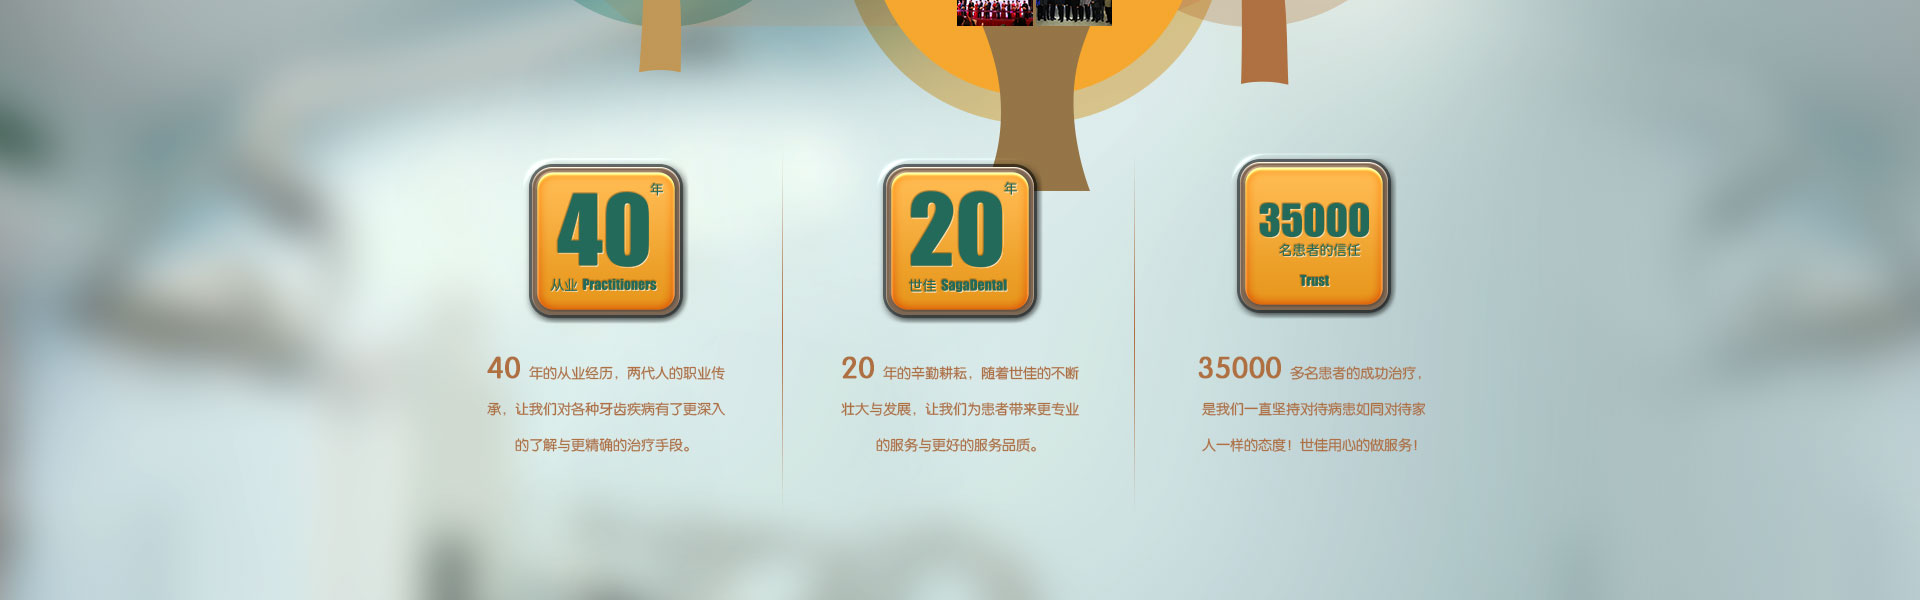 40年
从业 Practitioners
40 年的从业经历，两代人的职业传
承，让我们对各种牙齿疾病有了更深入
的了解与更精确的治疗手段。
20年
世佳 SagaDental
20 年的辛勤耕耘，随着世佳的不断
壮大与发展，让我们为患者带来更专业
的服务与更好的服务品质。
35000
名患者的信任
Trust
35000 多名患者的成功治疗，
是我们一直坚持对待病患如同对待家
人一样的态度！世佳用心的做服务！